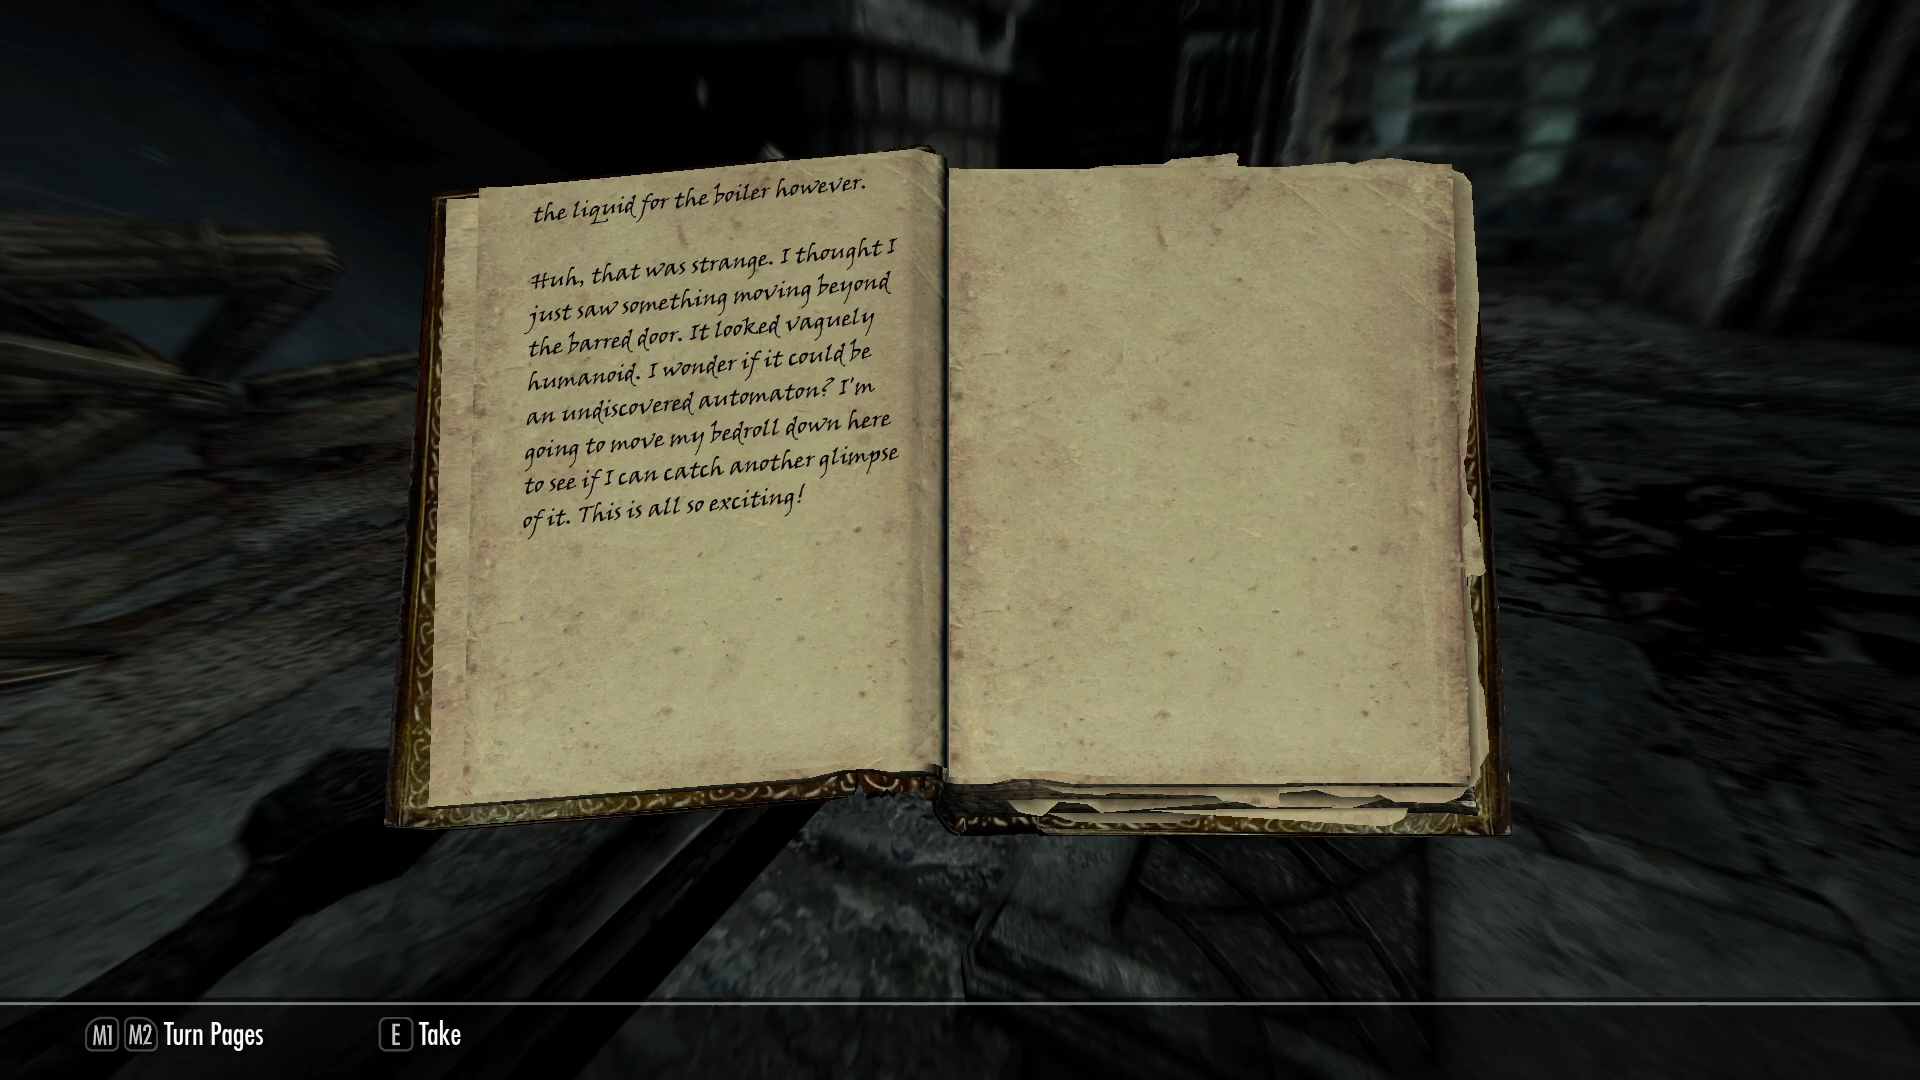 the liquid for the boiler however.
Huh, that was strange. I thought I
just saw something moving beyond
the barred door. It looked vaguely
humanoid. I wonder if it could be
an undiscovered automaton? I'm
going to move my bedroll down here
to see if I can catch another glimpse
of it. This is all so exciting!
M1 M2 Turn Pages E Take